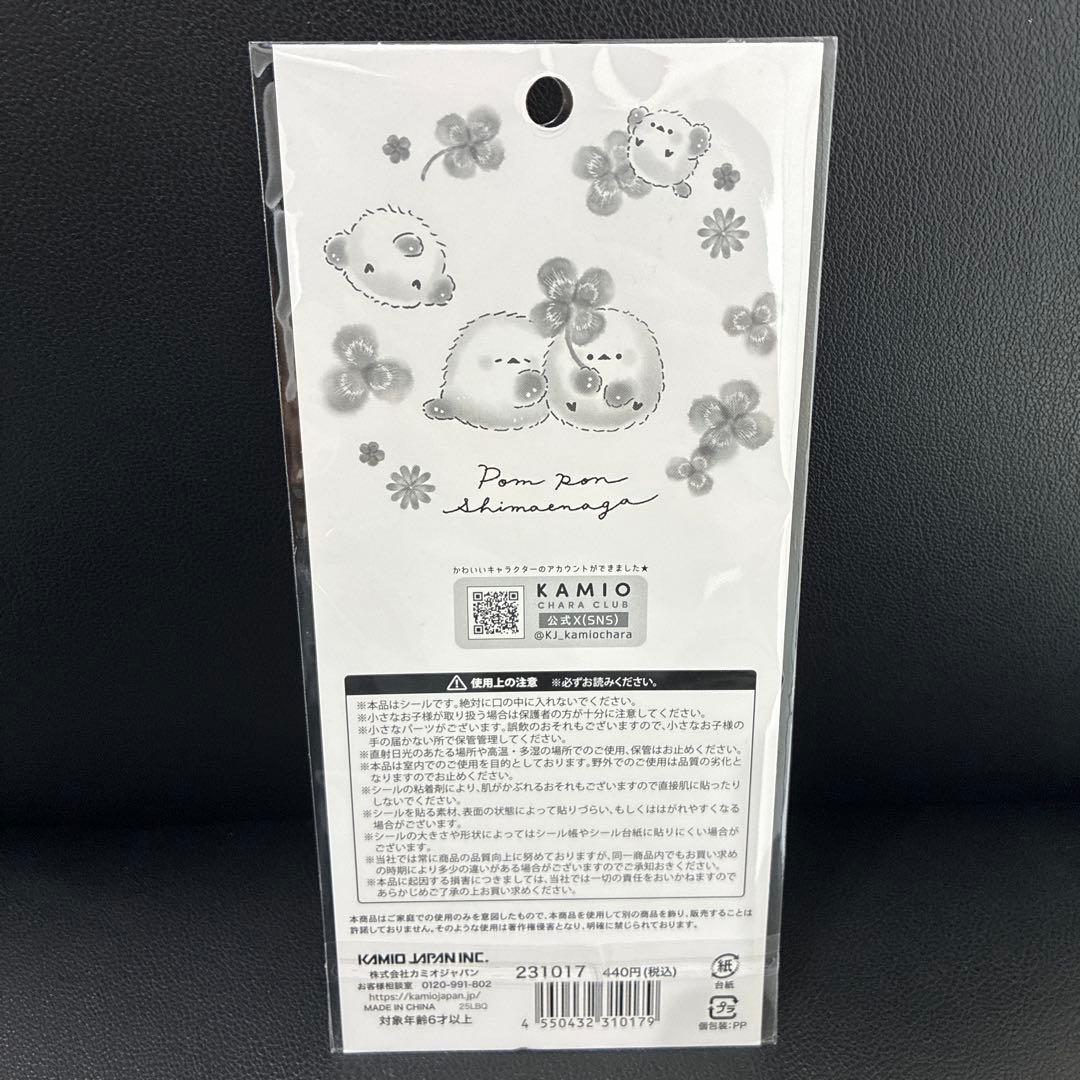 Pom pon
Shimaenaga
かわいいキャラクターのアカウントができました★
KAMIO
CHARA CLUB
公式X(SNS)
@KJ_kamiochara
使用上の注意 ※必ずお読みください。
※本品はシールです。絶対に口の中に入れないでください。
※小さなお子様が取り扱う場合は保護者の方が十分に注意してください。
※小さなパーツがございます。誤飲のおそれもございますので、小さなお子様の
手の届かない所で保管管理してください。
※直射日光のあたる場所や高温・多湿の場所でのご使用、保管はお止めください。
※本品は室内でのご使用を目的としております。野外でのご使用は品質の劣化と
なりますのでお止めください。
※シールの粘着剤により、肌がかぶれるおそれもございますので直接肌に貼ったり
しないでください。
※シールを貼る素材、表面の状態によって貼りづらい、もしくははがれやすくなる
場合がございます。
※シールの大きさや形状によってはシール帳やシール台紙に貼りにくい場合が
ございます。
※当社では常に商品の品質向上に努めておりますが、同一商品内でもお買い求め
の時期により多少の違いがある場合がございますのでご承知おきください。
※本品に起因する損害につきましては、当社では一切の責任をおいかねますので
あらかじめご了承の上お買い求めください。
本商品はご家庭での使用のみを意図したもので、本商品を使用して別の商品を飾り、販売することは
許諾しておりません。そのような使用は著作権侵害となり、明確に禁じられております。
KAMIO JAPAN INC.
株式会社カミオジャパン
お客様相談室 0120-991-802
https://kamiojapan.jp/
MADE IN CHINA 25LBQ
対象年齢6才以上
231017 440円(税込)
4 550432 310179
紙
台紙
プラ
個包装:PP